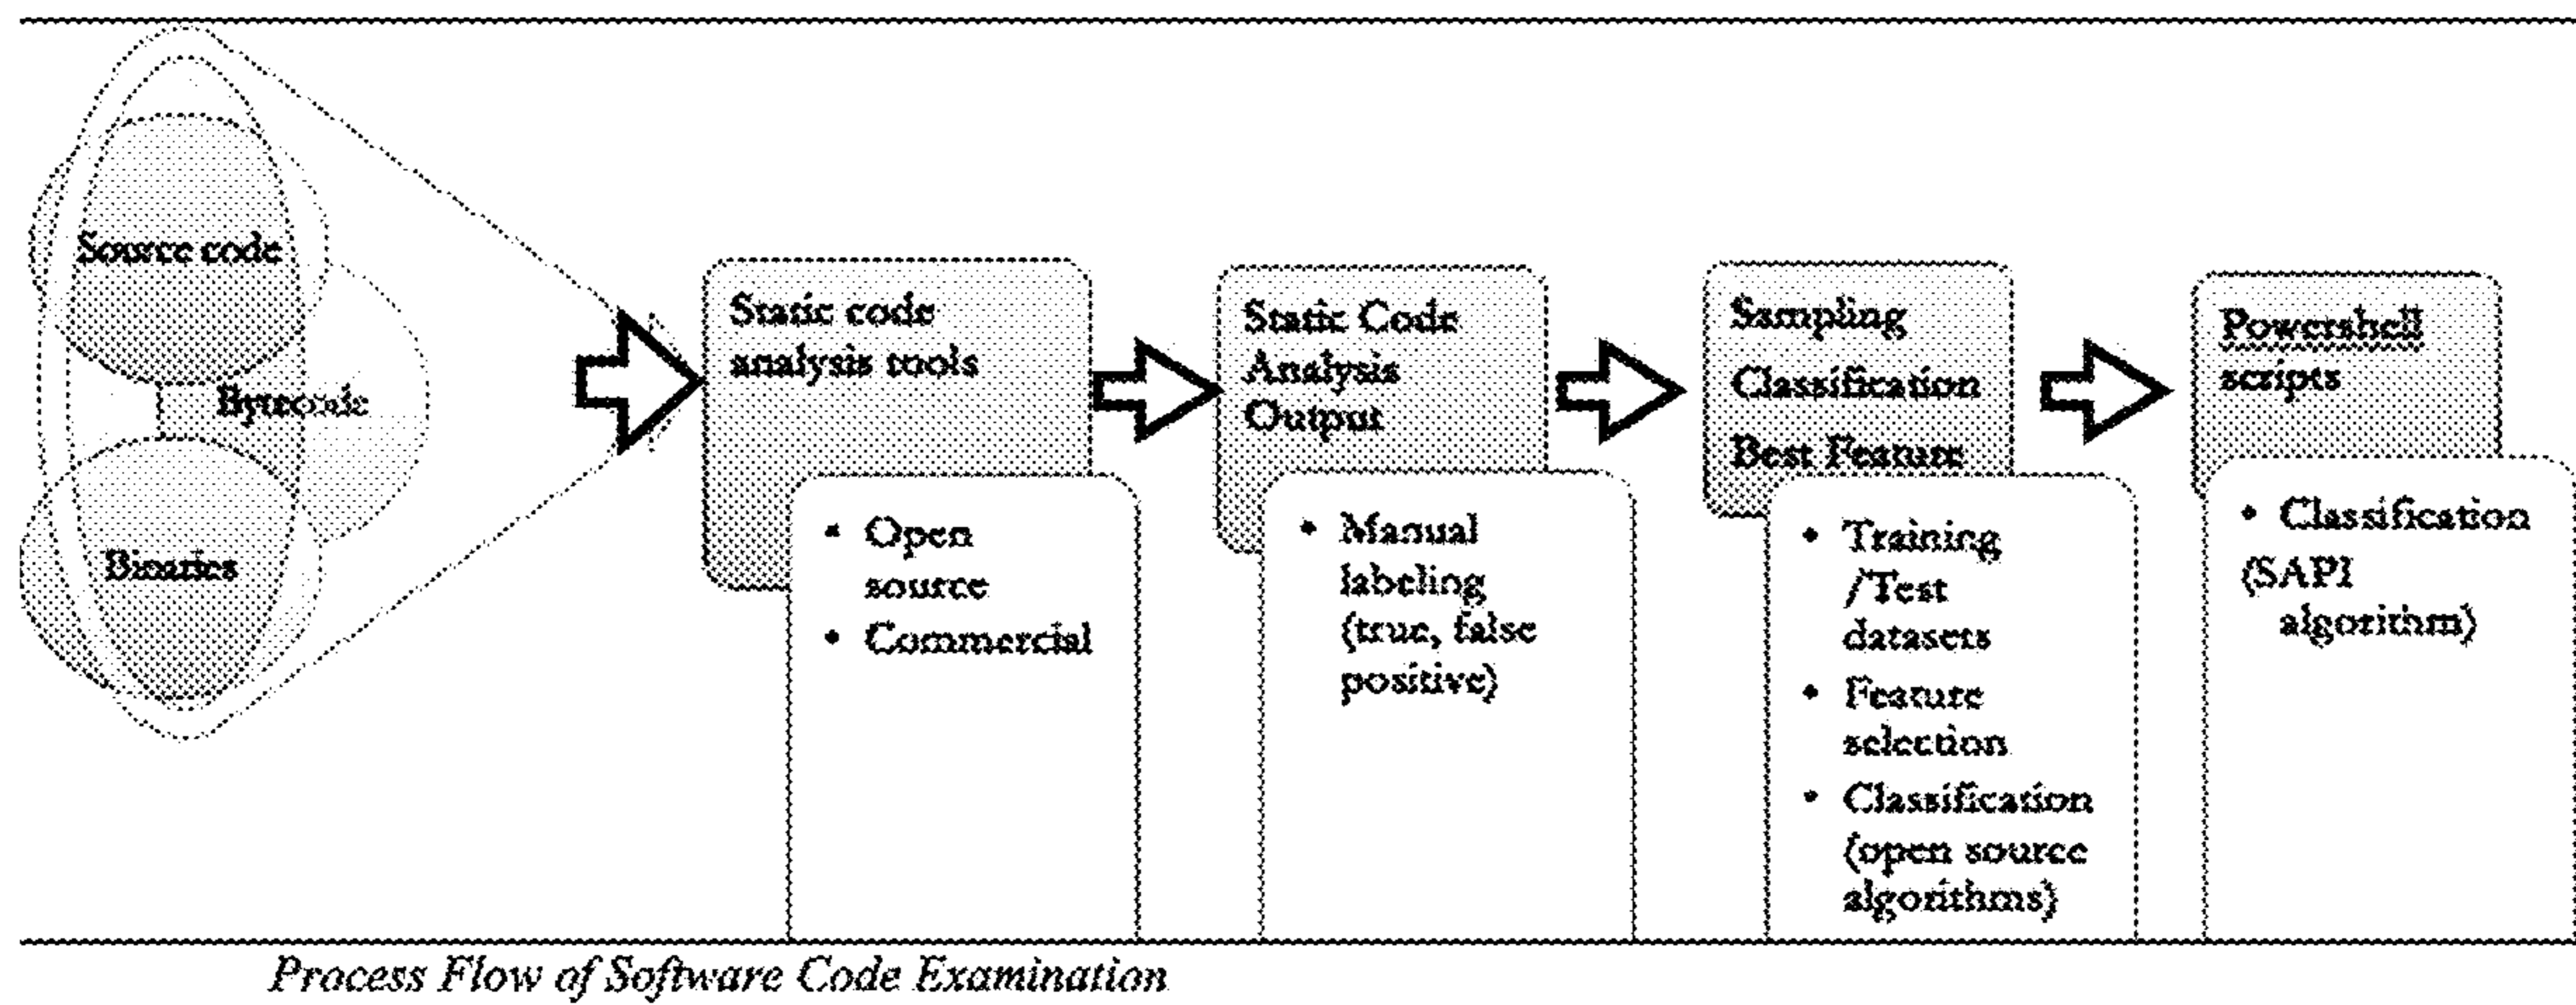 Source code
Bytecode
Binaries
Static code
analysis tools
• Open
source
• Commercial
Static Code
Analysis
Output
• Manual
labeling
(true, false
positive)
Sampling
Classification
Best Feature
• Training
/Test
datasets
• Feature
selection
• Classification
(open source
algorithms)
Powershell
scripts
• Classification
(SAPI
algorithm)
Process Flow of Software Code Examination